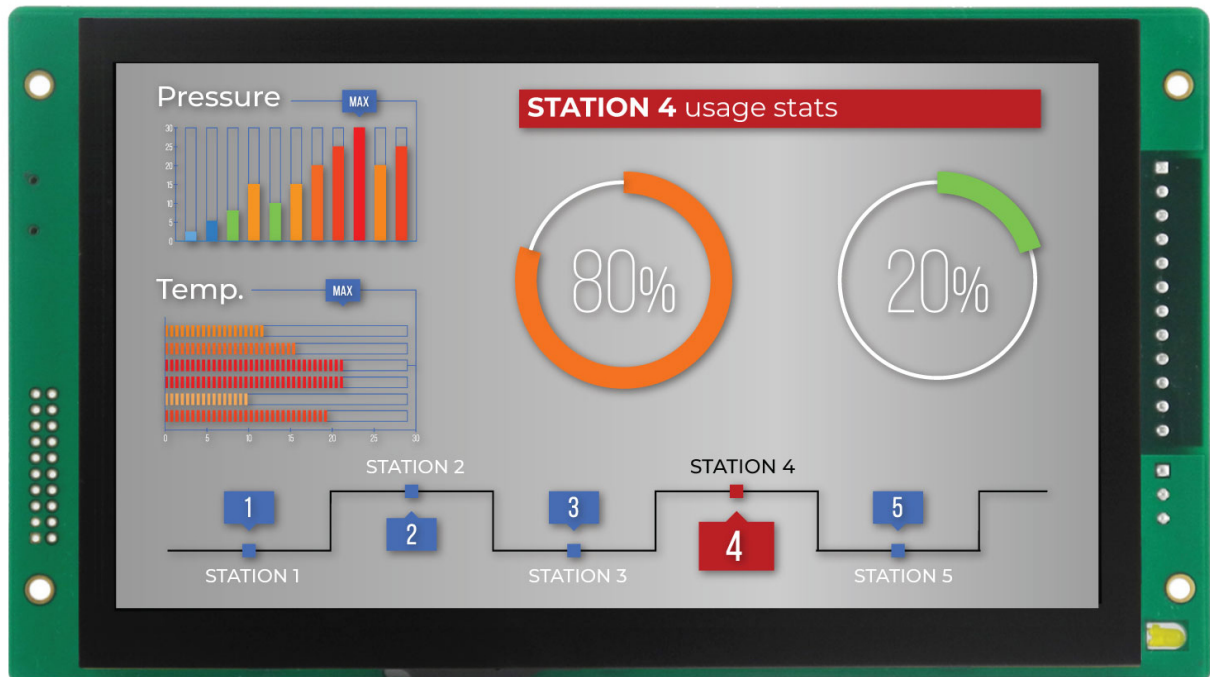 Pressure
MAX
30
25
20
15
10
5
0
STATION 4 usage stats
80%
20%
Temp.
MAX
0 5 10 15 20 25 30
STATION 2
STATION 4
1
3
5
2
4
STATION 1
STATION 3
STATION 5